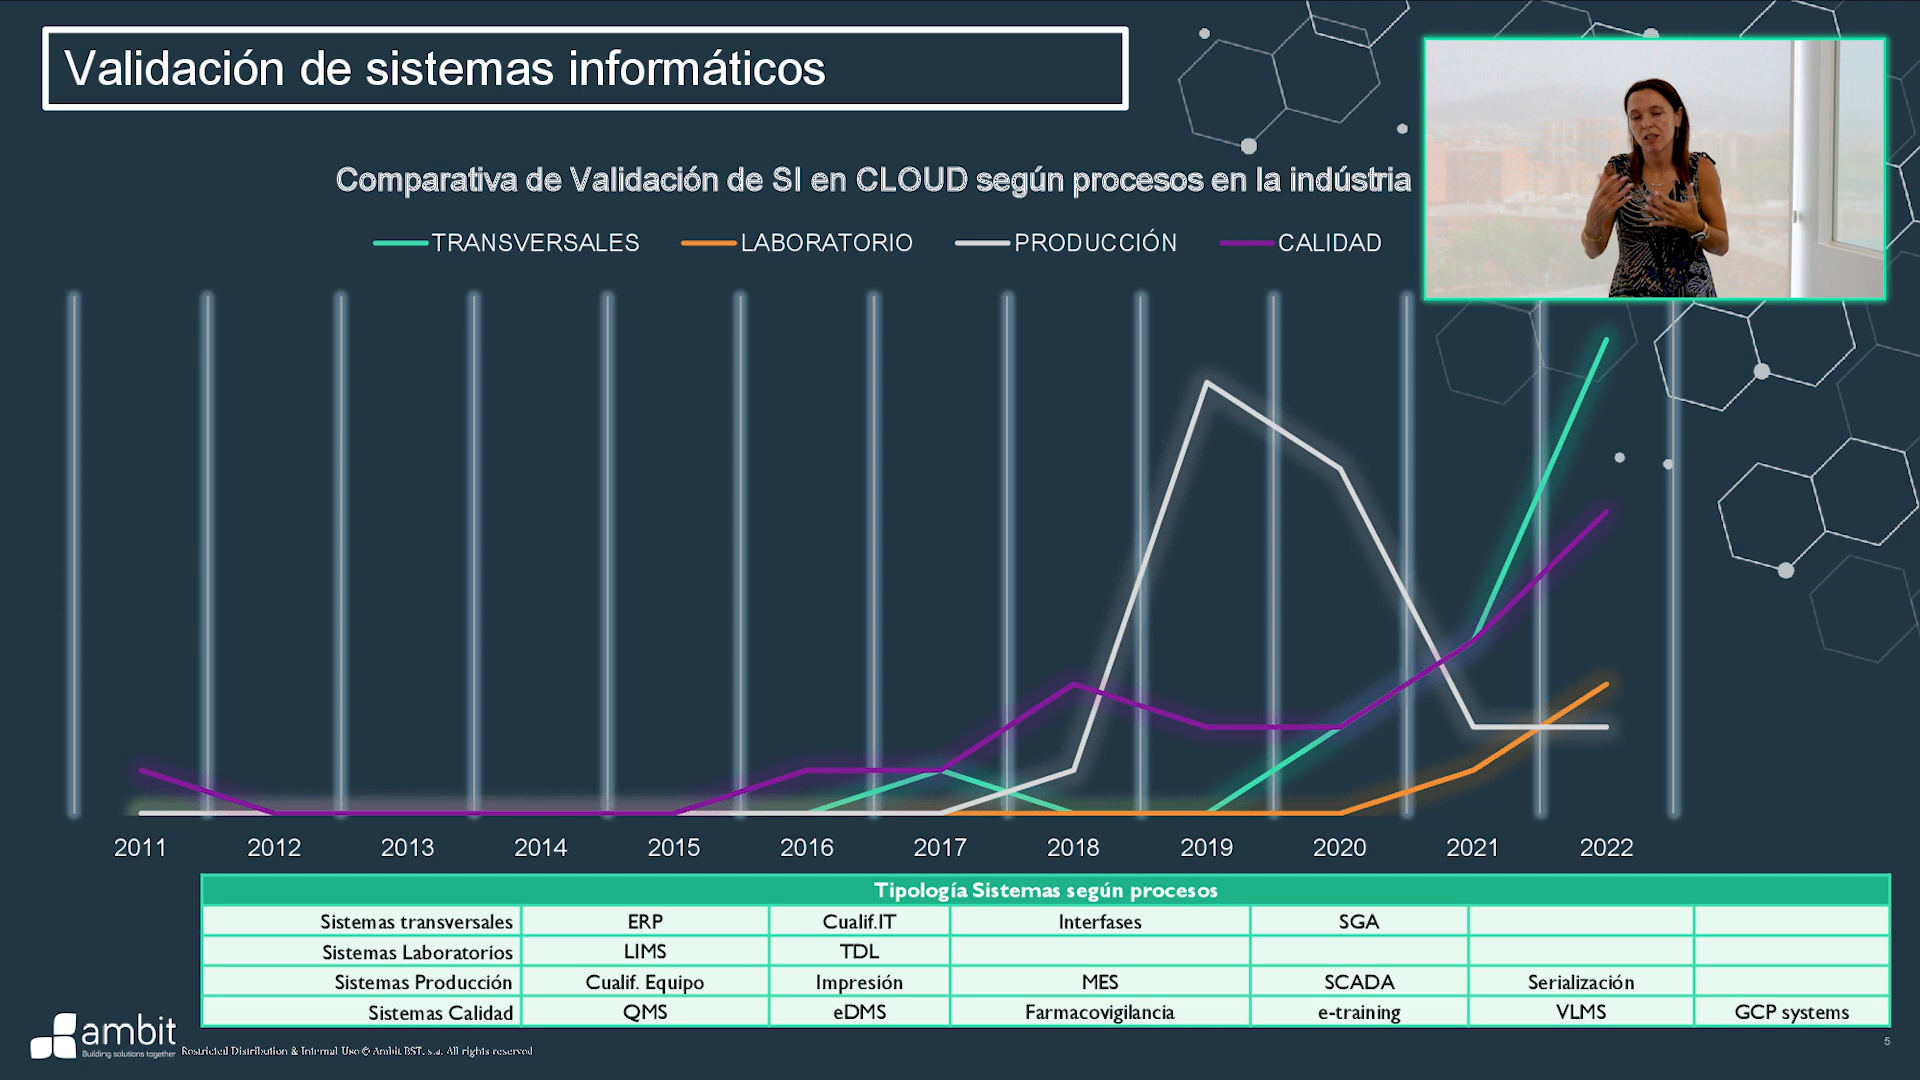 Validación de sistemas informáticos
Comparativa de Validación de SI en CLOUD según procesos en la indústria
TRANSVERSALES LABORATORIO PRODUCCIÓN CALIDAD
2011 2012 2013 2014 2015 2016 2017 2018 2019 2020 2021 2022
Tipología Sistemas según procesos
Sistemas transversales ERP Cualif.IT Interfases SGA
Sistemas Laboratorios LIMS TDL
Sistemas Producción Cualif. Equipo Impresión MES SCADA Serialización
Sistemas Calidad QMS eDMS Farmacovigilancia e-training VLMS GCP systems
ambit
Building solutions together
Restricted Distribution & Internal Use © Ambit BST. s.a. All rights reserved
5